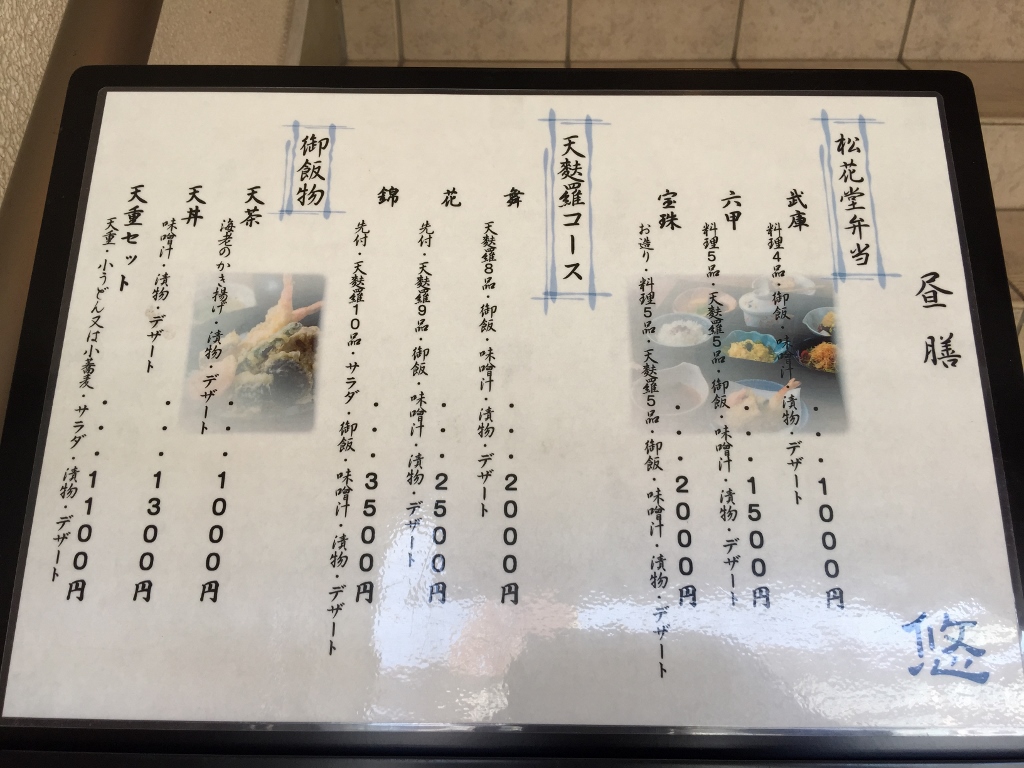 昼膳
悠
松花堂弁当
武庫・・・1000円
料理4品・御飯・味噌汁・漬物・デザート
六甲・・・1500円
料理5品・天麩羅5品・御飯・味噌汁・漬物・デザート
宝珠・・・2000円
お造り・料理5品・天麩羅5品・御飯・味噌汁・漬物・デザート
天麩羅コース
舞・・・2000円
天麩羅8品・御飯・味噌汁・漬物・デザート
花・・・2500円
先付・天麩羅9品・御飯・味噌汁・漬物・デザート
錦・・・3500円
先付・天麩羅10品・サラダ・御飯・味噌汁・漬物・デザート
御飯物
天茶・・・1000円
海老のかき揚げ・漬物・デザート
天丼・・・1300円
味噌汁・漬物 デザート
天重セット・・・1100円
天重・小うどん又は小蕎麦・サラダ・漬物・デザート